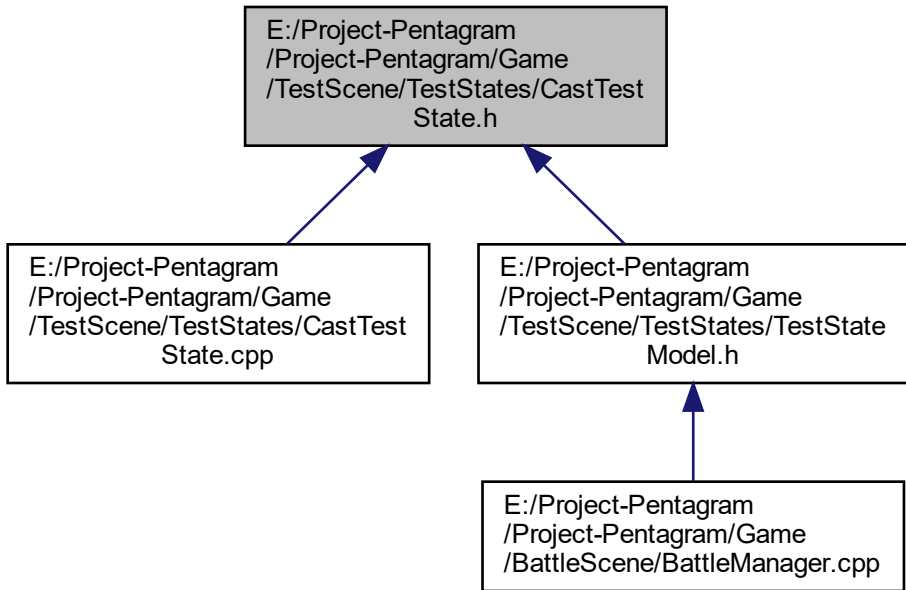 E:/Project-Pentagram
/Project-Pentagram/Game
/TestScene/TestStates/CastTest
State.h
E:/Project-Pentagram
/Project-Pentagram/Game
/TestScene/TestStates/CastTest
State.cpp
E:/Project-Pentagram
/Project-Pentagram/Game
/TestScene/TestStates/TestState
Model.h
E:/Project-Pentagram
/Project-Pentagram/Game
/BattleScene/BattleManager.cpp